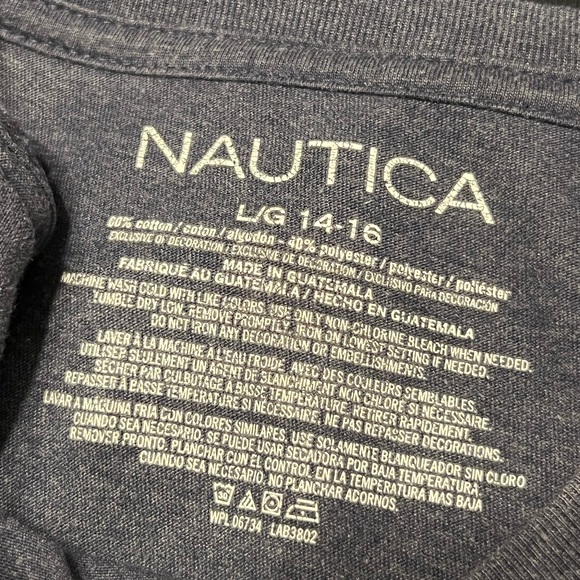 NAUTICA
L/G 14-16
60% cotton / coton / algodón - 40% polyester / polyester / poliéster
EXCLUSIVE OF DECORATION / EXCLUSIF DE DÉCORATION / EXCLUSIVO PARA DECORACIÓN
MADE IN GUATEMALA
FABRIQUE AU GUATEMALA / HECHO EN GUATEMALA
MACHINE WASH COLD WITH LIKE COLORS. USE ONLY NON-CHLORINE BLEACH WHEN NEEDED.
TUMBLE DRY LOW. REMOVE PROMPTLY. IRON ON LOWEST SETTING IF NEEDED.
DO NOT IRON ANY DECORATION OR EMBELLISHMENTS.
LAVER À LA MACHINE À L'EAU FROIDE AVEC DES COULEURS SEMBLABLES.
UTILISER SEULEMENT UN AGENT DE BLANCHIMENT NON CHLORÉ SI NÉCESSAIRE.
SÉCHER PAR CULBUTAGE À BASSE TEMPÉRATURE. RETIRER RAPIDEMENT.
REPASSER À BASSE TEMPÉRATURE SI NÉCESSAIRE. NE PAS REPASSER DÉCORATIONS.
LAVAR A MAQUINA FRIA CON COLORES SIMILARES. USE SOLAMENTE BLANQUEADOR SIN CLORO
CUANDO SEA NECESARIO. SE PUEDE USAR SECADORA POR BAJA TEMPERATURA.
REMOVER PRONTO. PLANCHAR CON EL CONTROL EN LA TEMPERATURA MAS BAJA
CUANDO SEA NECESARIO. NO PLANCHAR ADORNOS.
30
WPL 06734 LAB3802